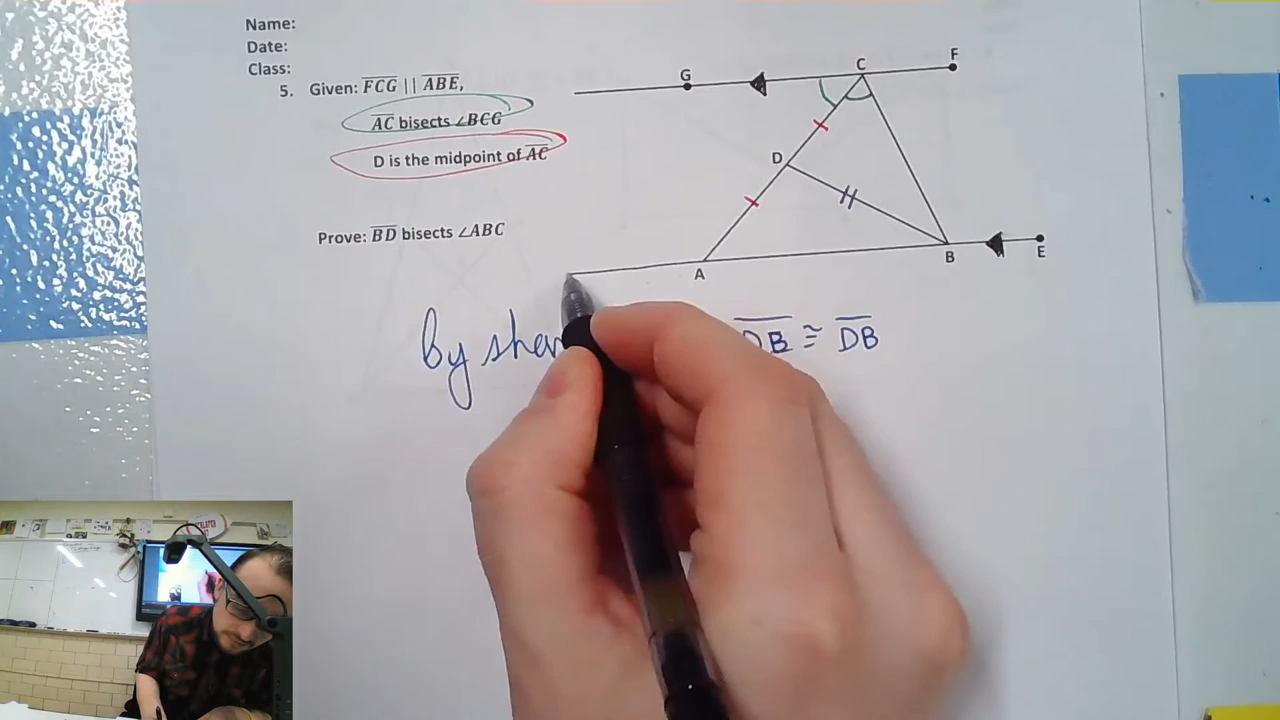 Name:
Date:
Class:
5. Given: FCG || ABE,
AC bisects ∠BCG
D is the midpoint of AC
Prove: BD bisects ∠ABC
G
C
F
D
A
B
E
by DB ≅ DB